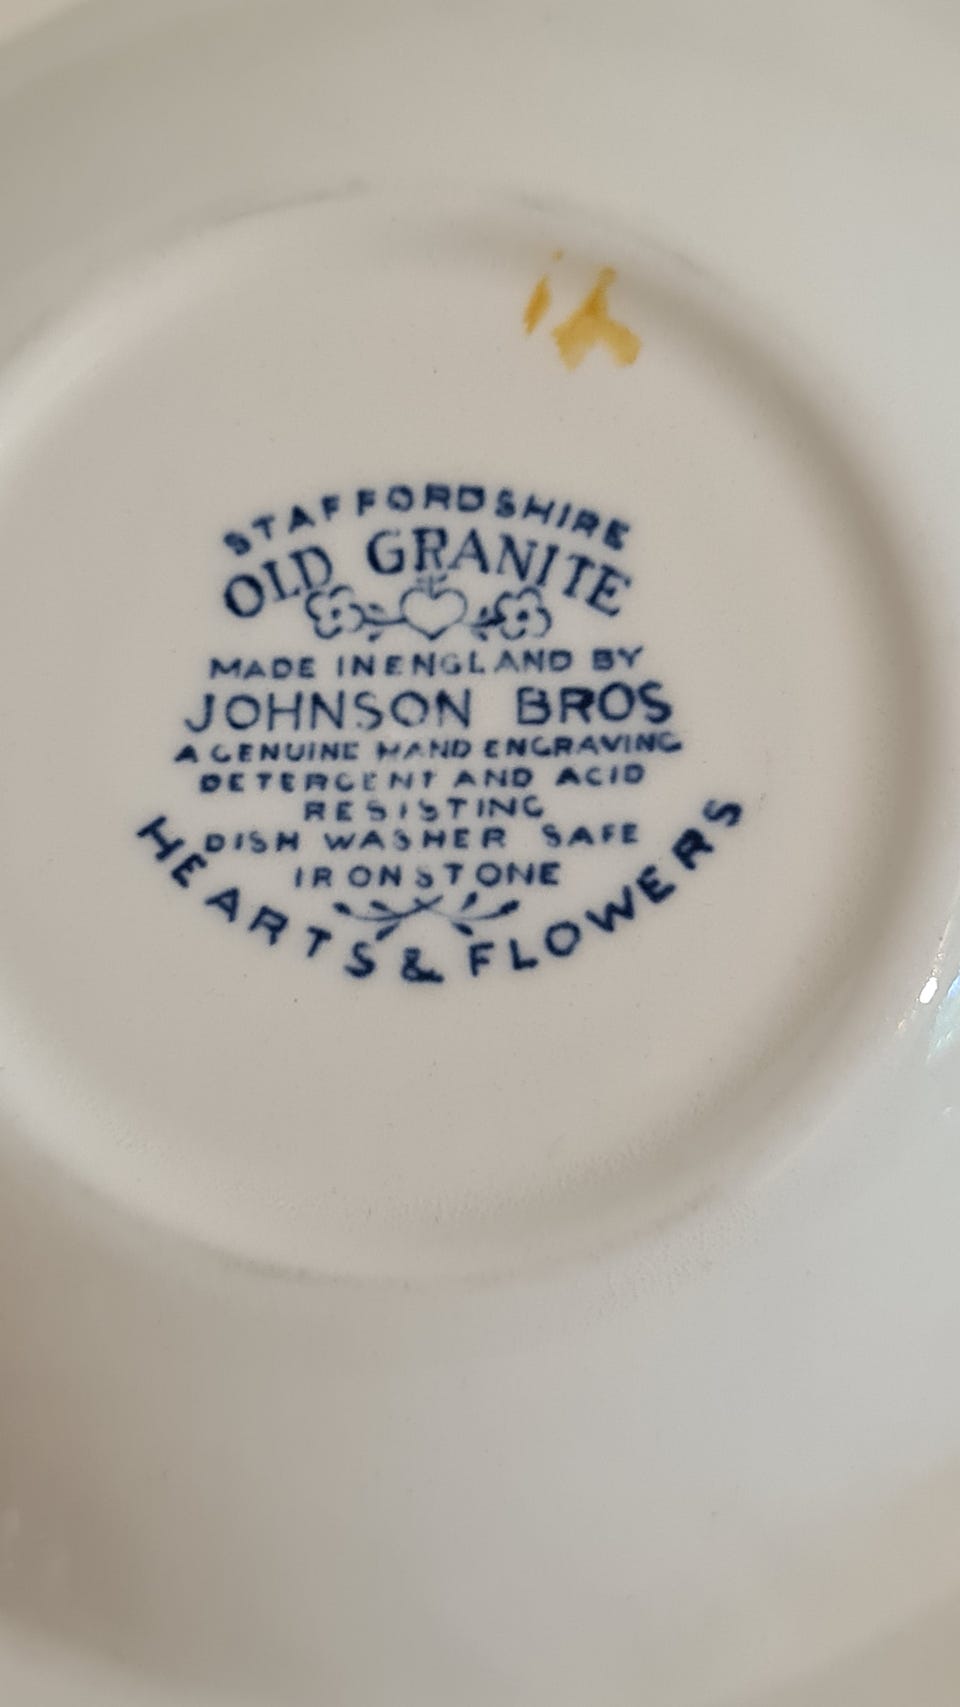 STAFFORDSHIRE
OLD GRANITE
MADE IN ENGLAND BY
JOHNSON BROS
A GENUINE HAND ENGRAVING
DETERGENT AND ACID
RESISTING
DISH WASHER SAFE
IRONSTONE
HEARTS & FLOWERS